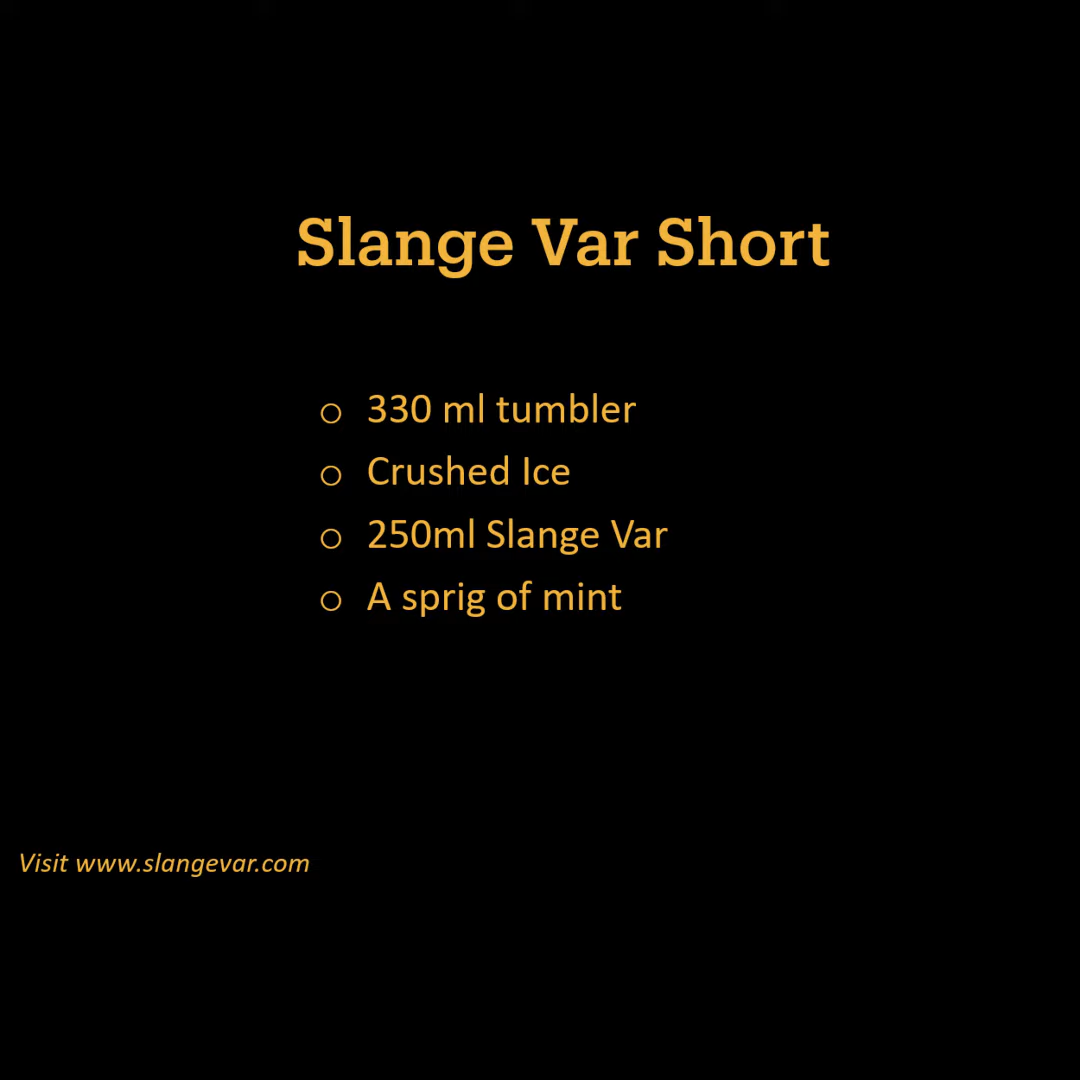 Slange Var Short
o 330 ml tumbler
o Crushed Ice
o 250ml Slange Var
o A sprig of mint
Visit www.slangevar.com